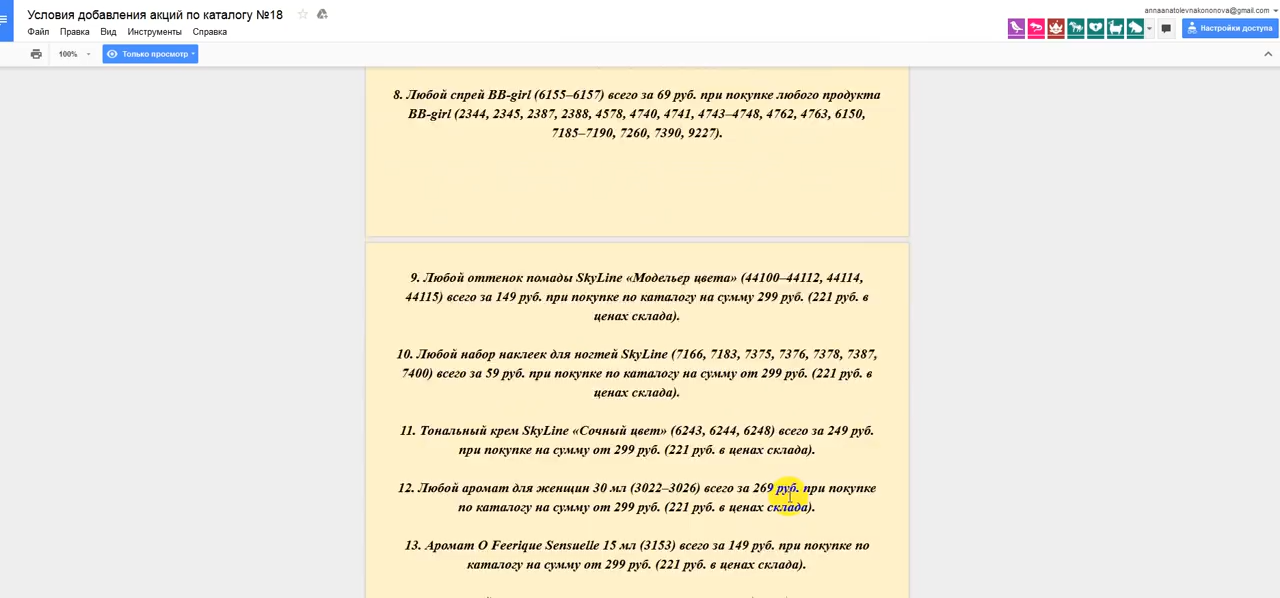 Условия добавления акций по каталогу №18
annaanatolevnakononova@gmail.com
Файл Правка Вид Инструменты Справка
Настройки доступа
100% Только просмотр
8. Любой спрей BB-girl (6155–6157) всего за 69 руб. при покупке любого продукта
BB-girl (2344, 2345, 2387, 2388, 4578, 4740, 4741, 4743–4748, 4762, 4763, 6150,
7185–7190, 7260, 7390, 9227).
9. Любой оттенок помады SkyLine «Модельер цвета» (44100–44112, 44114,
44115) всего за 149 руб. при покупке по каталогу на сумму 299 руб. (221 руб. в
ценах склада).
10. Любой набор наклеек для ногтей SkyLine (7166, 7183, 7375, 7376, 7378, 7387,
7400) всего за 59 руб. при покупке по каталогу на сумму от 299 руб. (221 руб. в
ценах склада).
11. Тональный крем SkyLine «Сочный цвет» (6243, 6244, 6248) всего за 249 руб.
при покупке на сумму от 299 руб. (221 руб. в ценах склада).
12. Любой аромат для женщин 30 мл (3022–3026) всего за 269 руб. при покупке
по каталогу на сумму от 299 руб. (221 руб. в ценах склада).
13. Аромат O Feerique Sensuelle 15 мл (3153) всего за 149 руб. при покупке по
каталогу на сумму от 299 руб. (221 руб. в ценах склада).